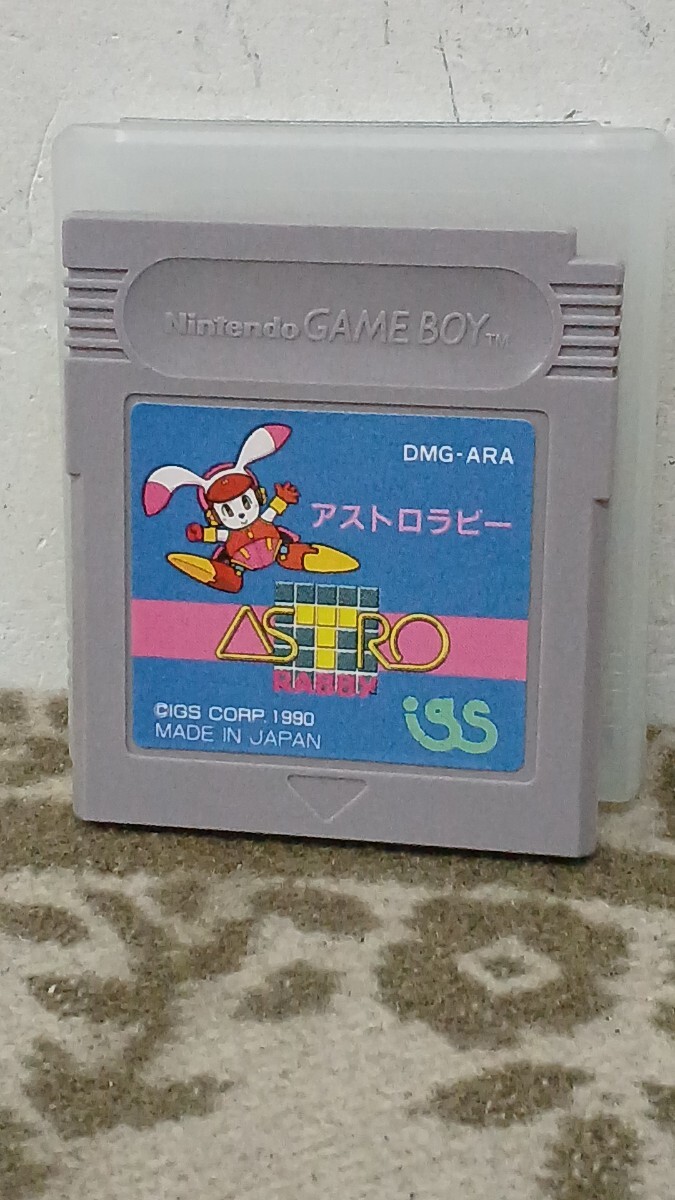 Nintendo GAME BOY™
DMG-ARA
アストロラビー
ASTRO
RABBY
©IGS CORP. 1990
MADE IN JAPAN
igs